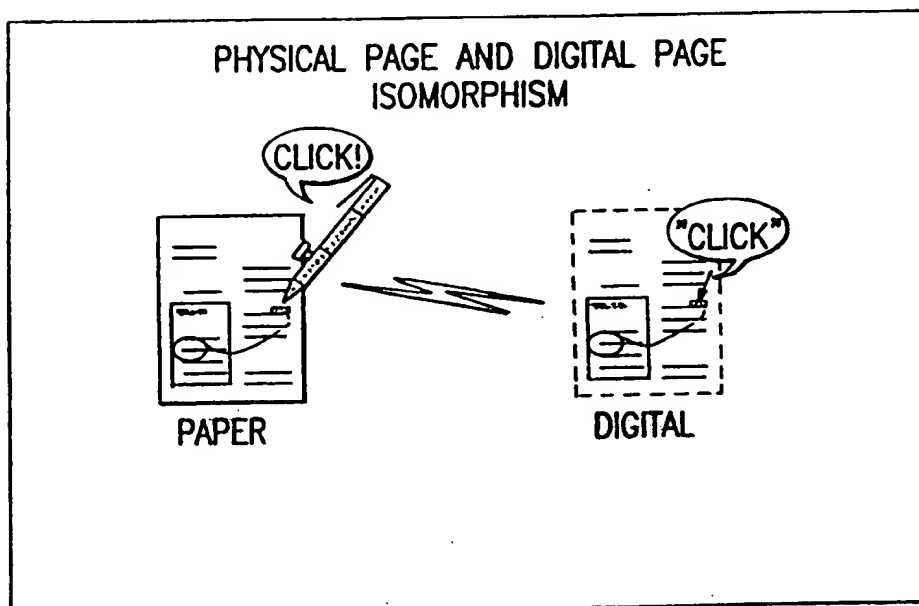 PHYSICAL PAGE AND DIGITAL PAGE
ISOMORPHISM
CLICK!
"CLICK"
PAPER
DIGITAL